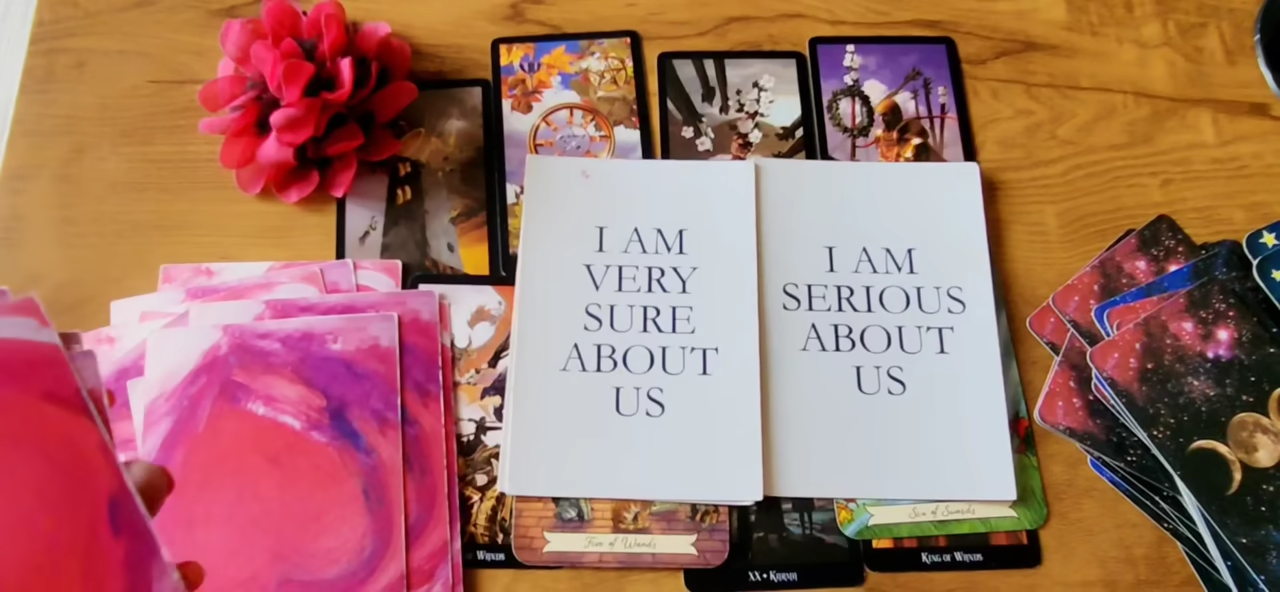 I AM
VERY
SURE
ABOUT
US
I AM
SERIOUS
ABOUT
US
Six of Swords
Five of Wands
Wands
XX • Karma
King of Wands